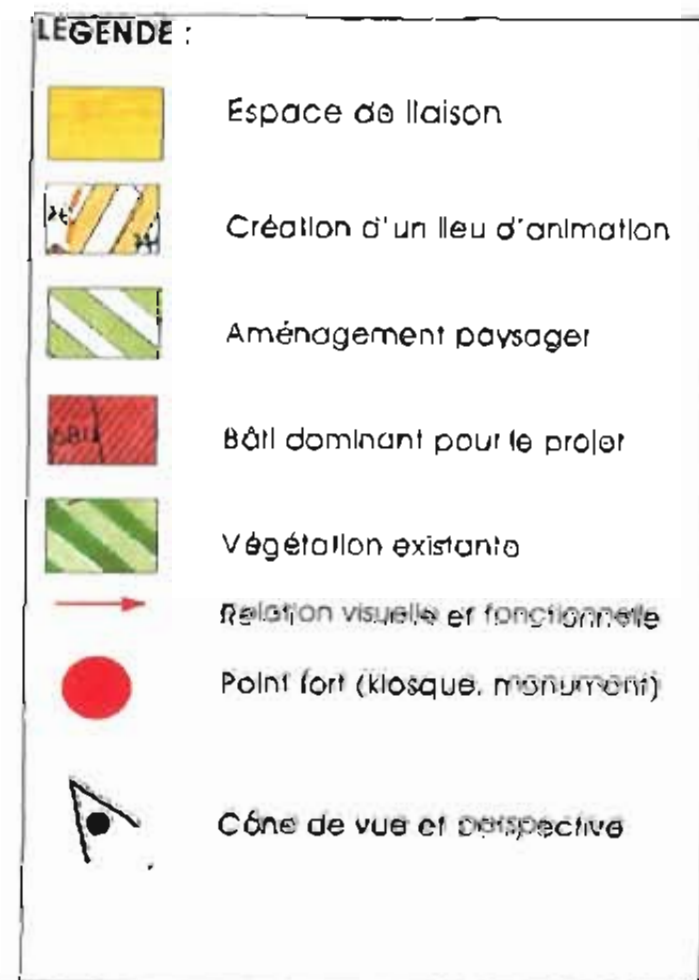 LÉGENDE :
Espace de liaison
Création d'un lieu d'animation
Aménagement paysager
Bâti dominant pour le projet
Végétation existante
Relation visuelle et fonctionnelle
Point fort (kiosque, monument)
Cône de vue et perspective